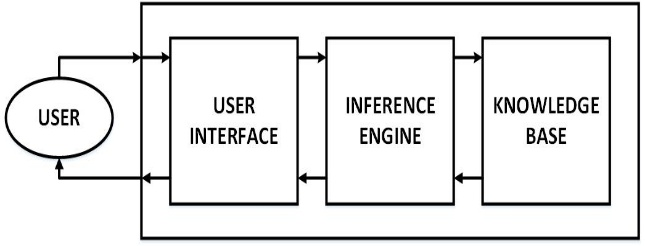 USER
USER
INTERFACE
INFERENCE
ENGINE
KNOWLEDGE
BASE